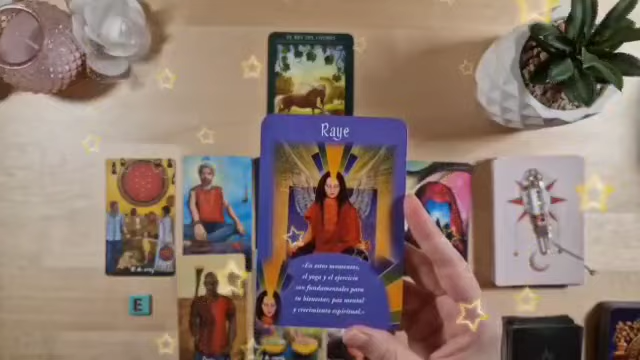 Raye
«En estos momentos,
el yoga y el ejercicio
son fundamentales para
tu bienestar, paz mental
y crecimiento espiritual.»
E